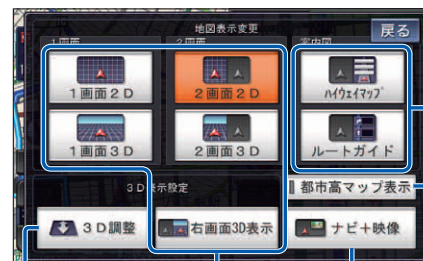 地図表示変更
戻る
1画面
2画面
案内図
1画面2D
2画面2D
ハイウェイマップ
1画面3D
2画面3D
ルートガイド
3D表示設定
都市高マップ表示
3D調整
右画面3D表示
ナビ+映像